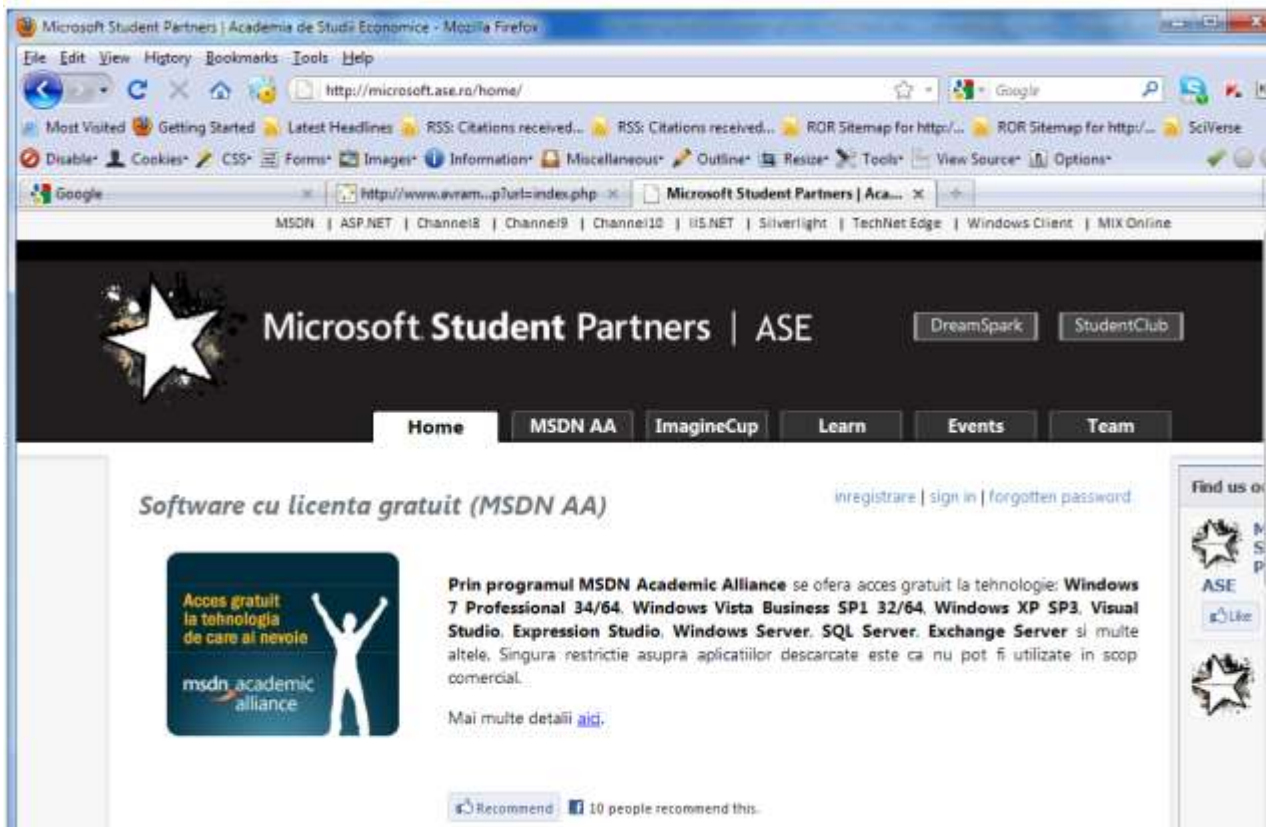 Microsoft Student Partners | Academia de Studii Economice - Mozilla Firefox
File Edit View History Bookmarks Tools Help
http://microsoft.ase.ro/home/ Google
Most Visited Getting Started Latest Headlines RSS: Citations received... RSS: Citations received... ROR Sitemap for http:/... ROR Sitemap for http:/... SciVerse
Disable Cookies CSS Forms Images Information Miscellaneous Outline Resize Tools View Source Options
Google http://www.avram...p?url=index.php Microsoft Student Partners | Aca...
MSDN | ASP.NET | Channel8 | Channel9 | Channel10 | IIS.NET | Silverlight | TechNet Edge | Windows Client | MIX Online
Microsoft Student Partners | ASE DreamSpark StudentClub
Home MSDN AA ImagineCup Learn Events Team
Software cu licenta gratuit (MSDN AA)
inregistrare | sign in | forgotten password
Find us o
Acces gratuit
la tehnologia
de care ai nevoie
msdn academic
alliance
Prin programul MSDN Academic Alliance se ofera acces gratuit la tehnologie: Windows
7 Professional 34/64, Windows Vista Business SP1 32/64, Windows XP SP3, Visual
Studio, Expression Studio, Windows Server, SQL Server, Exchange Server si multe
altele. Singura restrictie asupra aplicatiilor descarcate este ca nu pot fi utilizate in scop
comercial.
Mai multe detalii aici.
M
S
P
ASE
Like
Recommend 10 people recommend this.